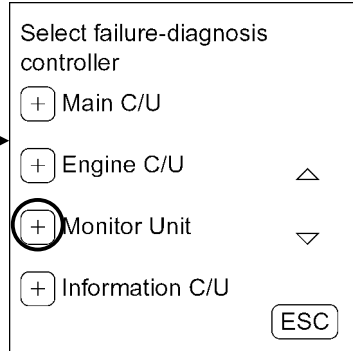 Select failure-diagnosis
controller
+ Main C/U
+ Engine C/U
+ Monitor Unit
+ Information C/U
ESC